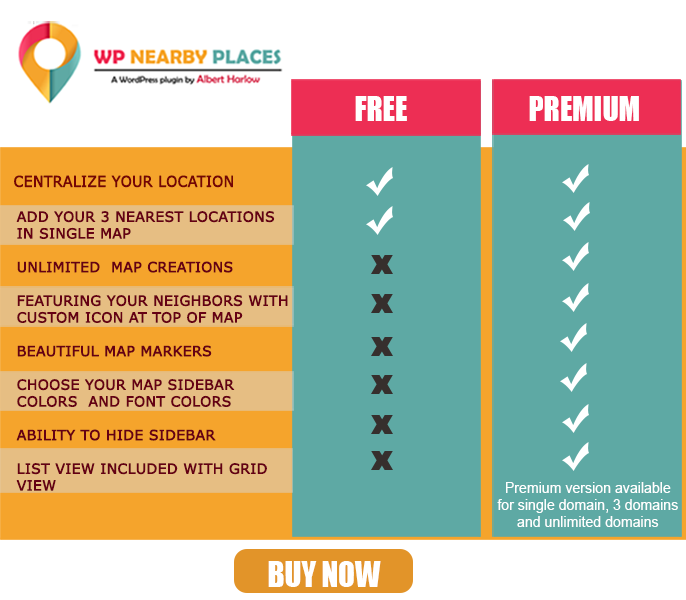 WP NEARBY PLACES
A WordPress plugin by Albert Harlow
FREE
PREMIUM
CENTRALIZE YOUR LOCATION
ADD YOUR 3 NEAREST LOCATIONS
IN SINGLE MAP
UNLIMITED MAP CREATIONS
FEATURING YOUR NEIGHBORS WITH
CUSTOM ICON AT TOP OF MAP
BEAUTIFUL MAP MARKERS
CHOOSE YOUR MAP SIDEBAR
COLORS AND FONT COLORS
ABILITY TO HIDE SIDEBAR
LIST VIEW INCLUDED WITH GRID
VIEW
Premium version available
for single domain, 3 domains
and unlimited domains
BUY NOW